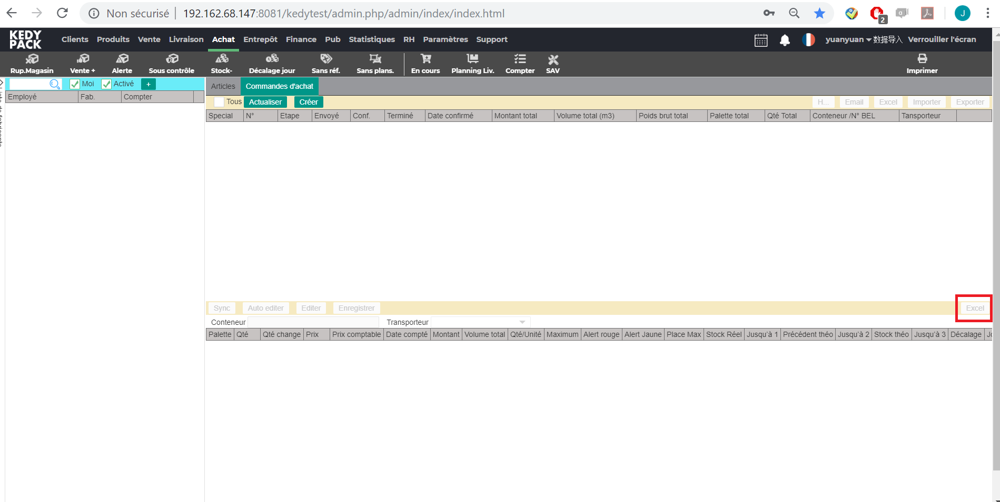 Non sécurisé 192.162.68.147:8081/kedytest/admin.php/admin/index/index.html
2
a
J
KEDY PACK
Clients Produits Vente Livraison Achat Entrepôt Finance Pub Statistiques RH Paramètres Support
yuanyuan 数据导入 Verrouiller l'écran
Rup.Magasin Vente + Alerte Sous contrôle Stock- Décalage jour Sans réf. Sans plans. En cours Planning Liv. Compter SAV Imprimer
Moi Activé +
Employé Fab. Compter
Articles Commandes d'achat
Tous Actualiser Créer H... Email Excel Importer Exporter
Special N° Etape Envoyé Conf. Terminé Date confirmé Montant total Volume total (m3) Poids brut total Palette total Qté Total Conteneur /N° BEL Tansporteur
Sync Auto editer Editer Enregistrer Excel
Conteneur Transporteur
Palette Qté Qté change Prix Prix comptable Date compté Montant Volume total Qté/Unité Maximum Alert rouge Alert Jaune Place Max Stock Réel Jusqu'à 1 Précédent théo Jusqu'à 2 Stock théo Jusqu'à 3 Décalage